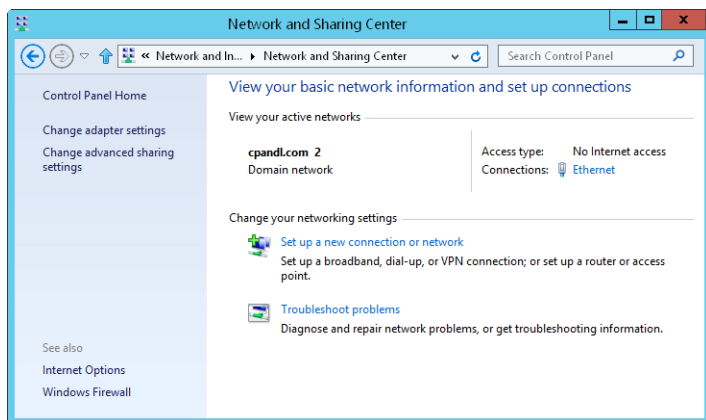 Network and Sharing Center
« Network and In... ▸ Network and Sharing Center
Search Control Panel
Control Panel Home
Change adapter settings
Change advanced sharing
settings
See also
Internet Options
Windows Firewall
View your basic network information and set up connections
View your active networks
cpandl.com 2
Domain network
Access type: No Internet access
Connections: Ethernet
Change your networking settings
Set up a new connection or network
Set up a broadband, dial-up, or VPN connection; or set up a router or access
point.
Troubleshoot problems
Diagnose and repair network problems, or get troubleshooting information.